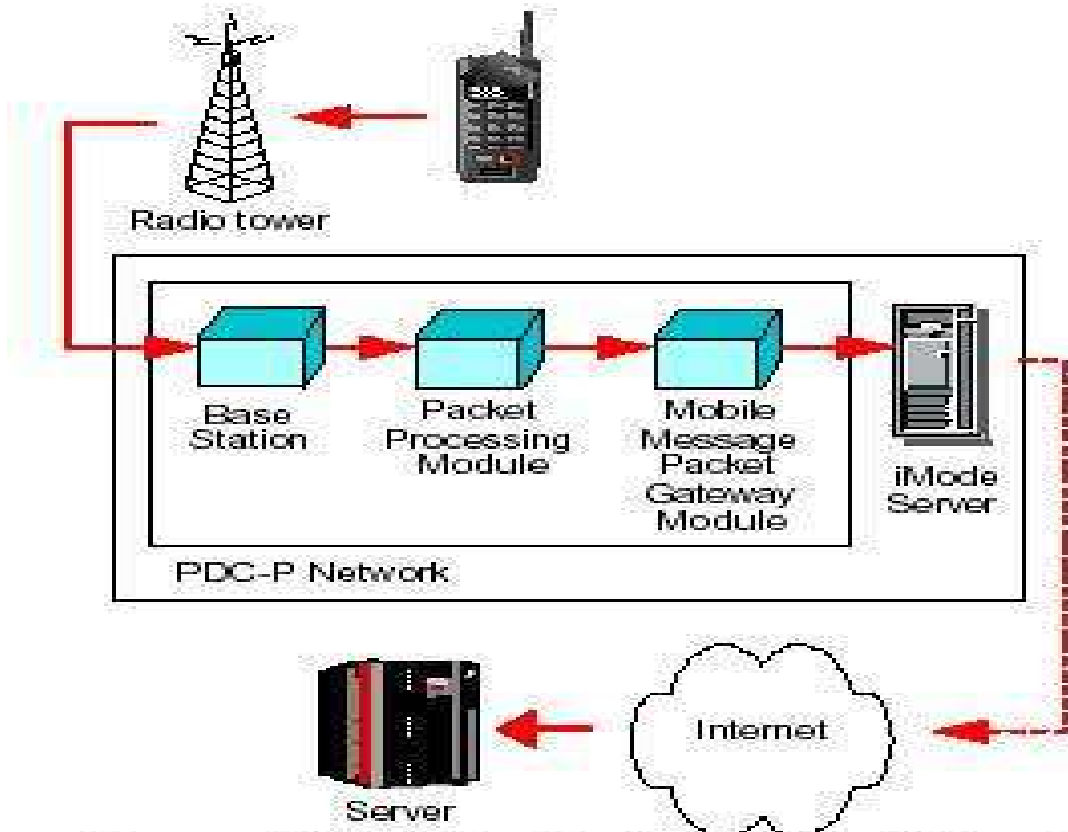 Radio tower
Base
Station
Packet
Processing
Module
Mobile
Message
Packet
Gateway
Module
iMode
Server
PDC-P Network
Internet
Server